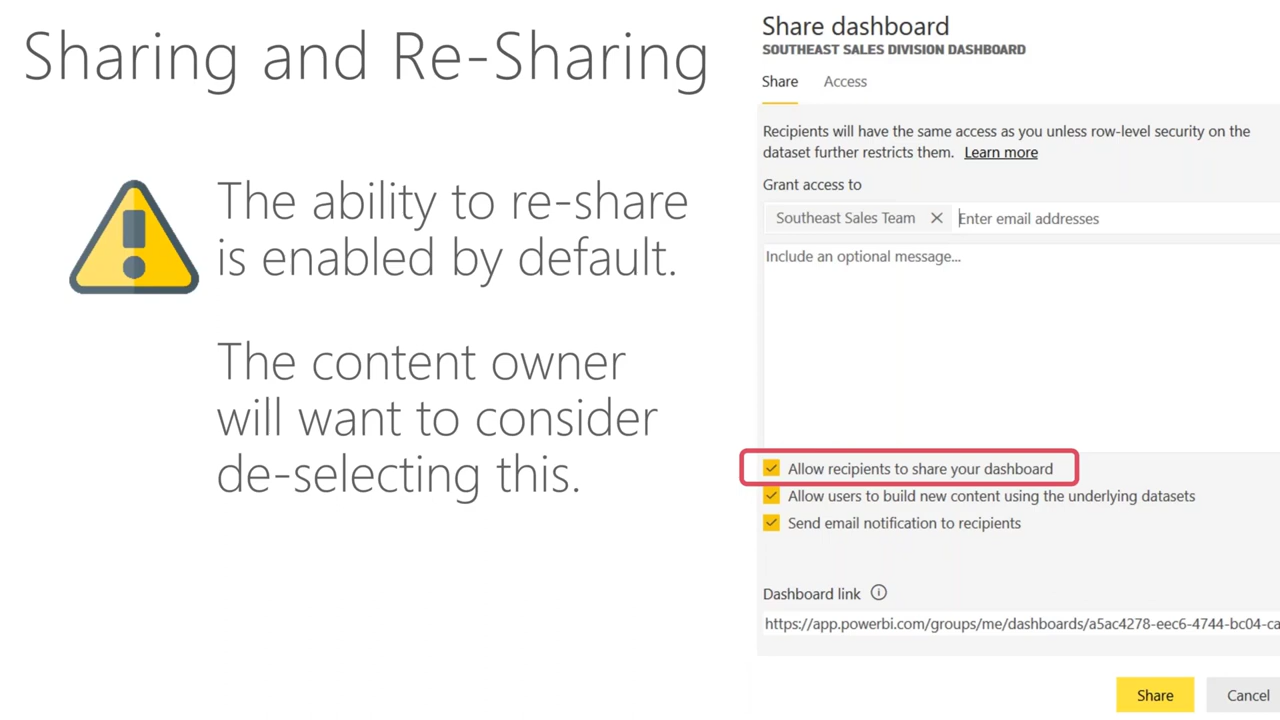 Sharing and Re-Sharing
The ability to re-share
is enabled by default.
The content owner
will want to consider
de-selecting this.
Share dashboard
SOUTHEAST SALES DIVISION DASHBOARD
Share Access
Recipients will have the same access as you unless row-level security on the
dataset further restricts them. Learn more
Grant access to
Southeast Sales Team Enter email addresses
Include an optional message...
Allow recipients to share your dashboard
Allow users to build new content using the underlying datasets
Send email notification to recipients
Dashboard link
https://app.powerbi.com/groups/me/dashboards/a5ac4278-eec6-4744-bc04-ca
Share Cancel